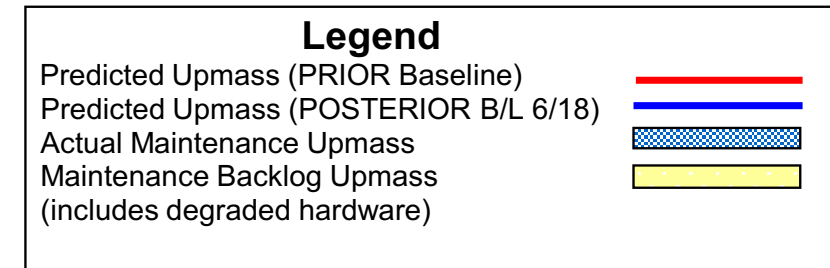 Legend
Predicted Upmass (PRIOR Baseline)
Predicted Upmass (POSTERIOR B/L 6/18)
Actual Maintenance Upmass
Maintenance Backlog Upmass
(includes degraded hardware)